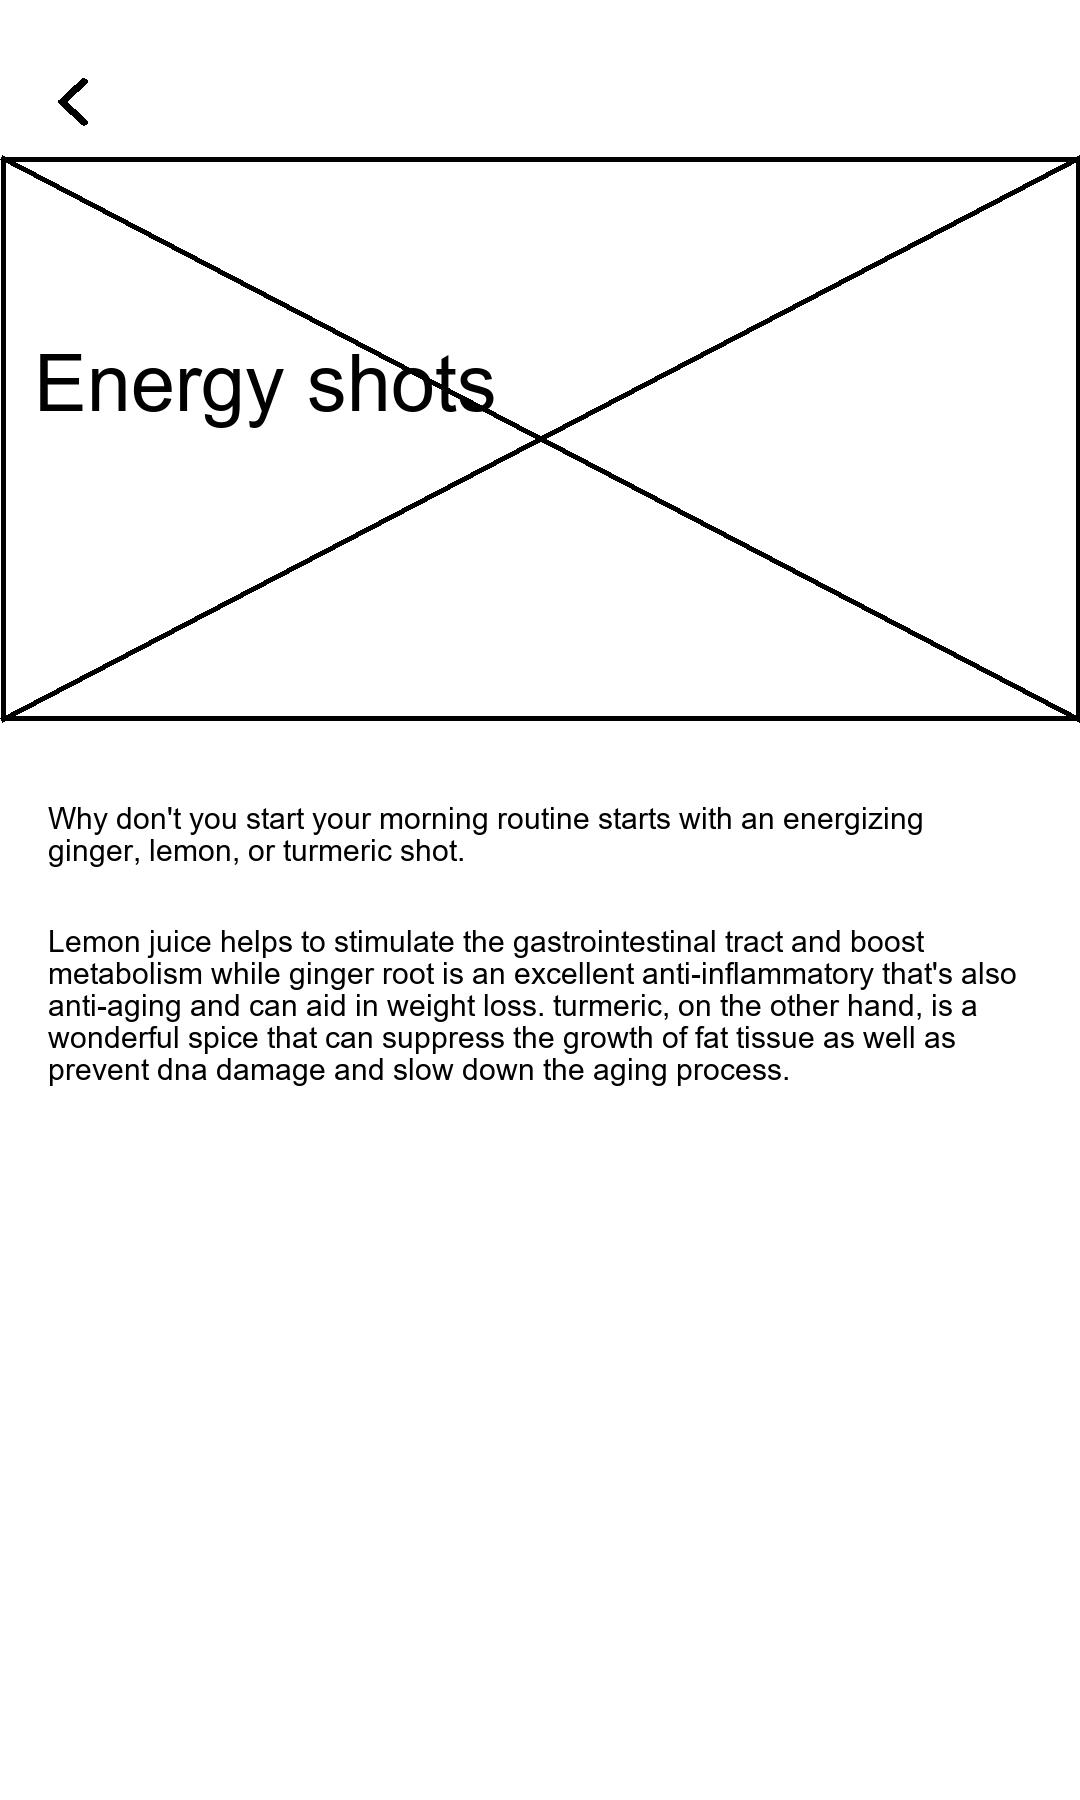 Energy shots
Why don't you start your morning routine starts with an energizing
ginger, lemon, or turmeric shot.
Lemon juice helps to stimulate the gastrointestinal tract and boost
metabolism while ginger root is an excellent anti-inflammatory that's also
anti-aging and can aid in weight loss. turmeric, on the other hand, is a
wonderful spice that can suppress the growth of fat tissue as well as
prevent dna damage and slow down the aging process.